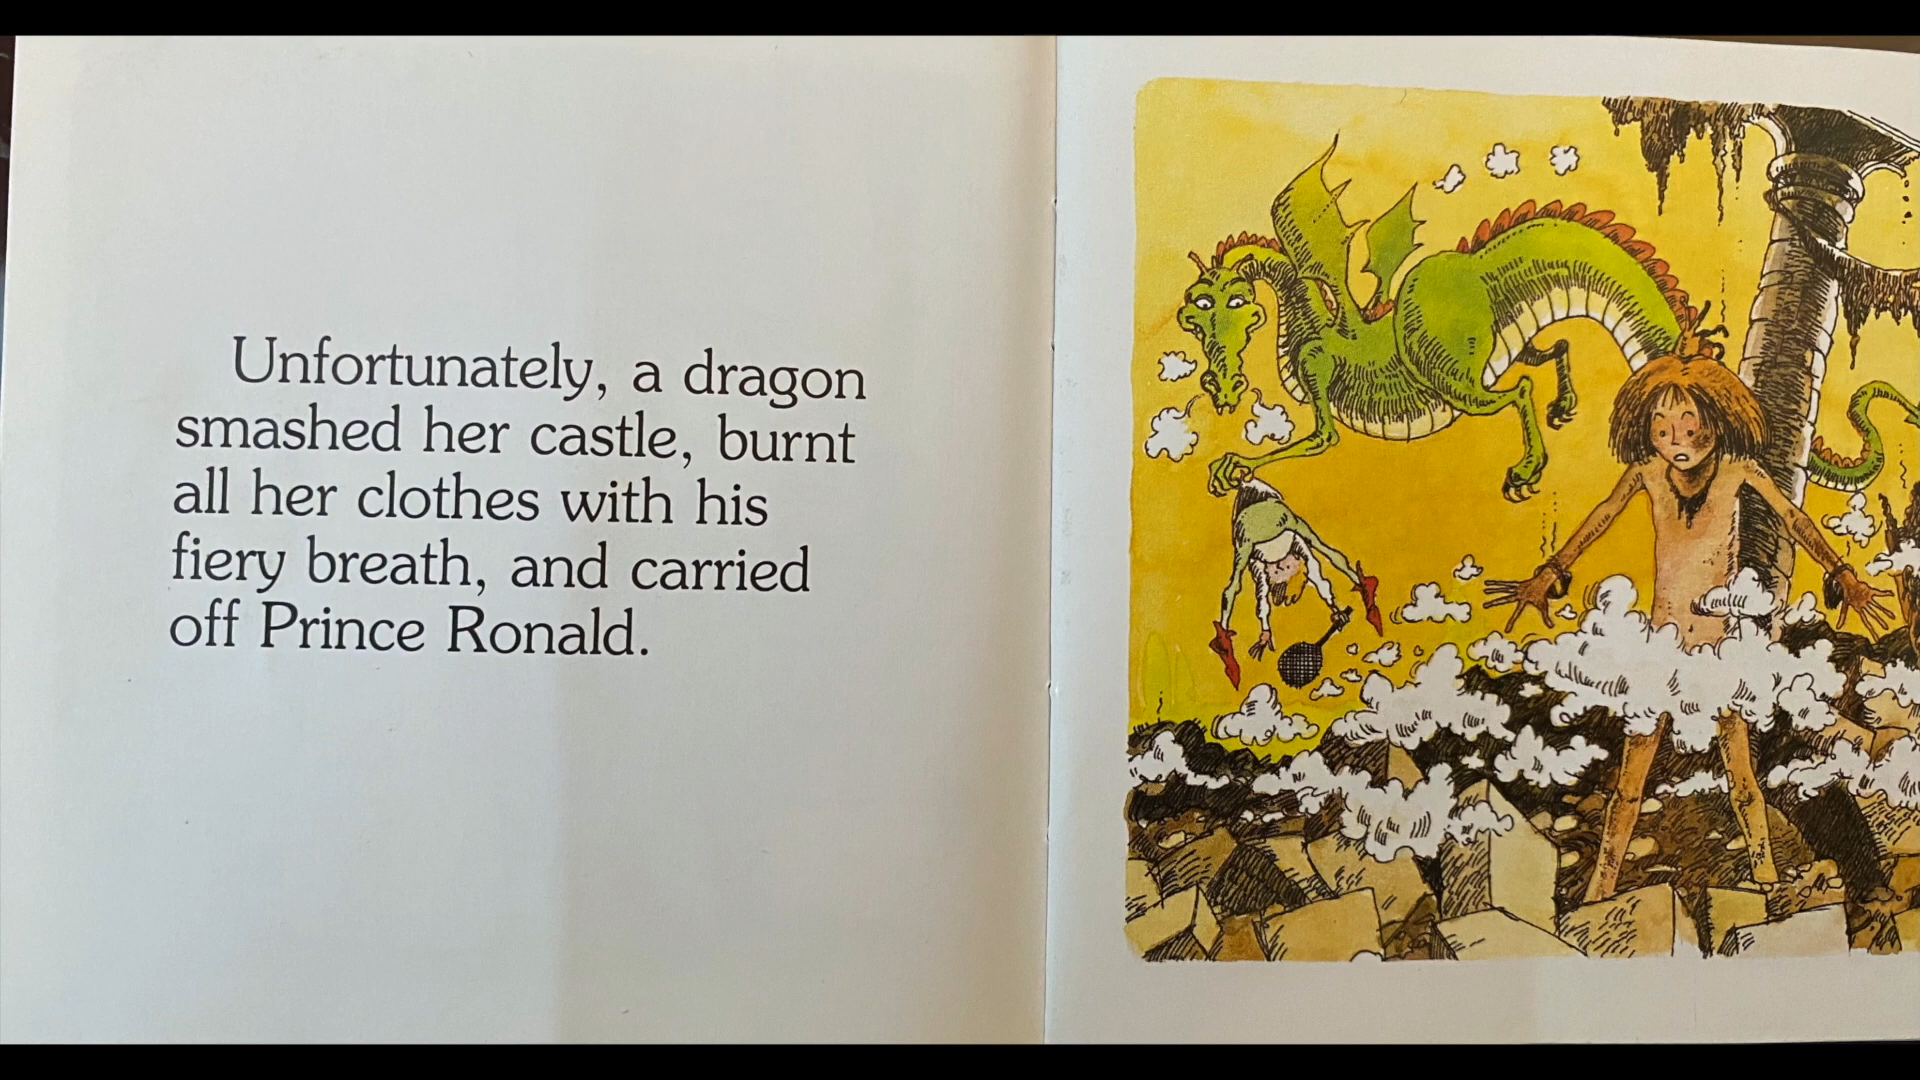 Unfortunately, a dragon
smashed her castle, burnt
all her clothes with his
fiery breath, and carried
off Prince Ronald.